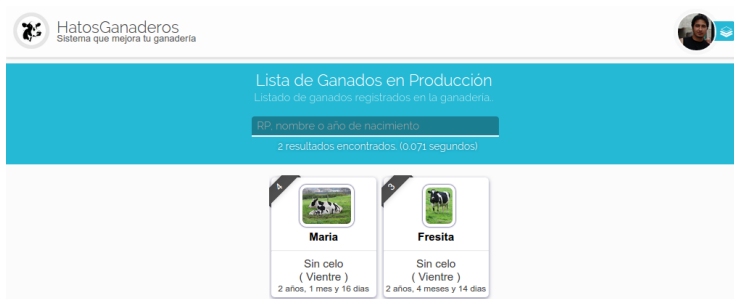 HatosGanaderos
Sistema que mejora tu ganadería
Lista de Ganados en Producción
Listado de ganados registrados en la ganadería.
RP, nombre o año de nacimiento
2 resultados encontrados. (0.071 segundos)
4
Maria
Sin celo
( Vientre )
2 años, 1 mes y 16 dias
3
Fresita
Sin celo
( Vientre )
2 años, 4 meses y 14 dias